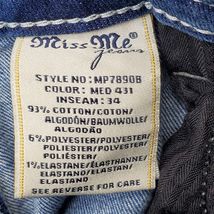 Miss Me
jeans
STYLE NO: MP7890B
COLOR: MED 431
INSEAM: 34
93% COTTON/COTON/
ALGODÓN/BAUMWOLLE/
ALGODÃO
6% POLYESTER/POLYESTER/
POLIÉSTER/POLYESTER/
POLIÉSTER/
1% ELASTANE/ÉLASTHANNE/
ELASTANO/ELASTAN/
ELASTANO
SEE REVERSE FOR CARE